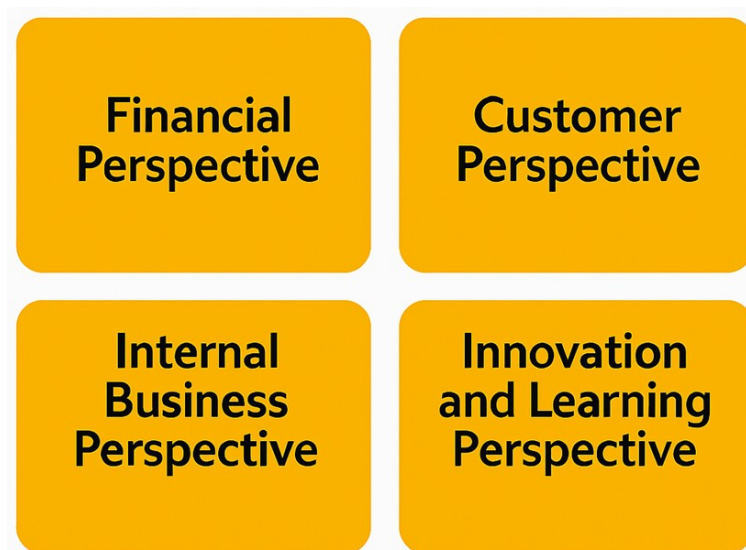 Financial
Perspective
Customer
Perspective
Internal
Business
Perspective
Innovation
and Learning
Perspective